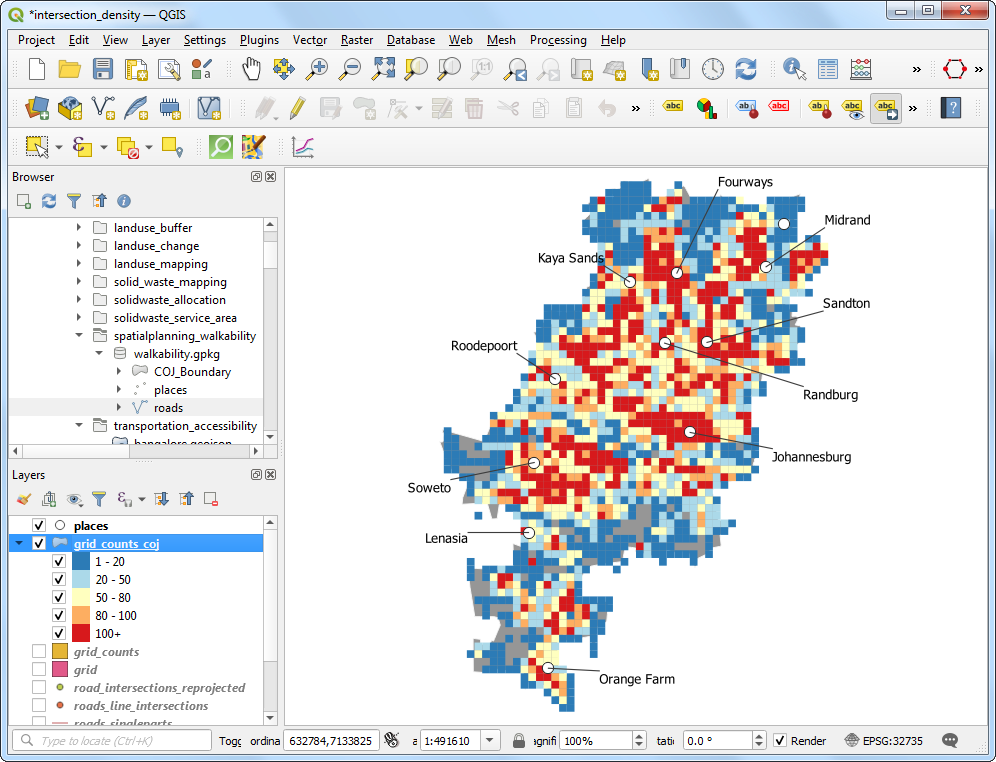 *intersection_density — QGIS
Project Edit View Layer Settings Plugins Vector Raster Database Web Mesh Processing Help
Browser
landuse_buffer
landuse_change
landuse_mapping
solid_waste_mapping
solidwaste_allocation
solidwaste_service_area
spatialplanning_walkability
walkability.gpkg
COJ_Boundary
places
roads
transportation_accessibility
bangalore.geojson
Layers
places
grid_counts_coj
1 - 20
20 - 50
50 - 80
80 - 100
100+
grid_counts
grid
road_intersections_reprojected
roads_line_intersections
roads_singleparts
Fourways
Midrand
Kaya Sands
Sandton
Roodepoort
Randburg
Johannesburg
Soweto
Lenasia
Orange Farm
Type to locate (Ctrl+K) Togg ordina 632784,7133825 1:491610 agnifi 100% tati 0.0 ° Render EPSG:32735